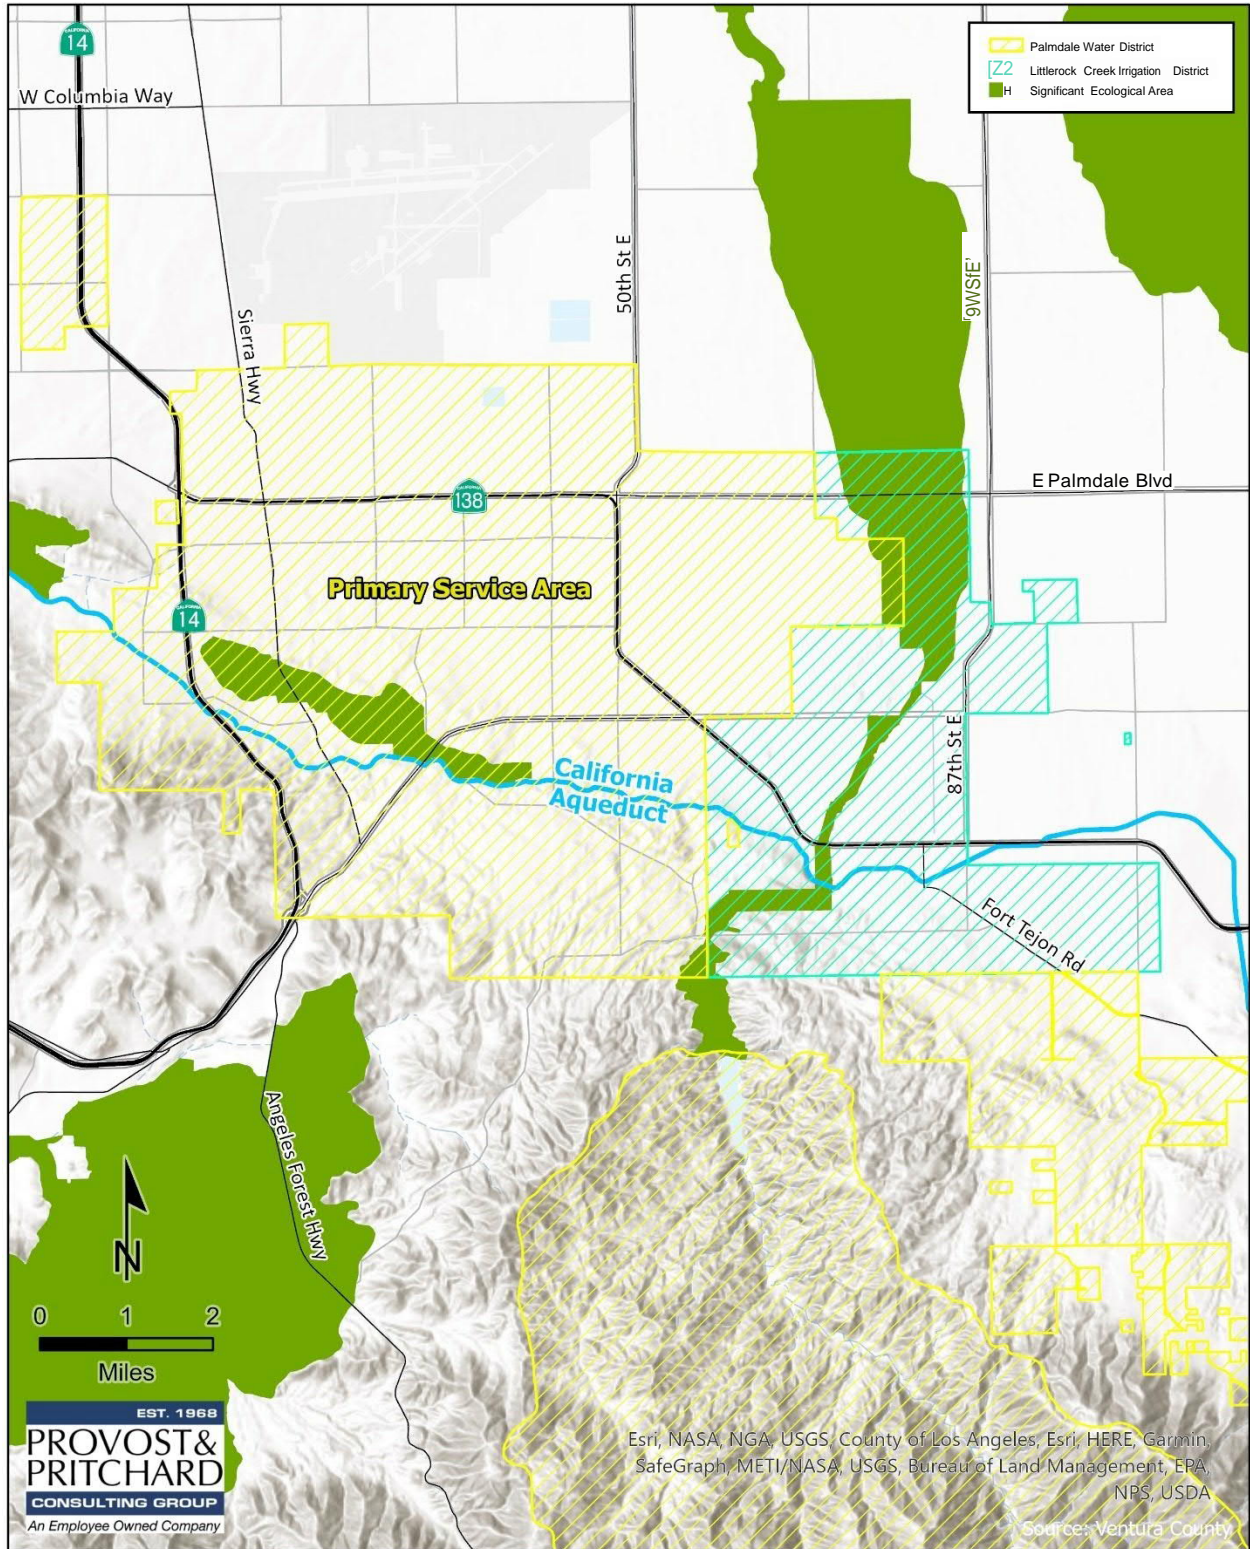 CALIFORNIA
14
Palmdale Water District
[Z2 Littlerock Creek Irrigation District
H Significant Ecological Area
W Columbia Way
50th St E
'9WSfE'
Sierra Hwy
E Palmdale Blvd
CALIFORNIA
138
Primary Service Area
CALIFORNIA
14
California
Aqueduct
87th St E
Fort Tejon Rd
Angeles Forest Hwy
N
0 1 2
Miles
EST. 1968
PROVOST&
PRITCHARD
CONSULTING GROUP
An Employee Owned Company
Esri, NASA, NGA, USGS, County of Los Angeles, Esri, HERE, Garmin,
SafeGraph, METI/NASA, USGS, Bureau of Land Management, EPA,
NPS, USDA
Source: Ventura County